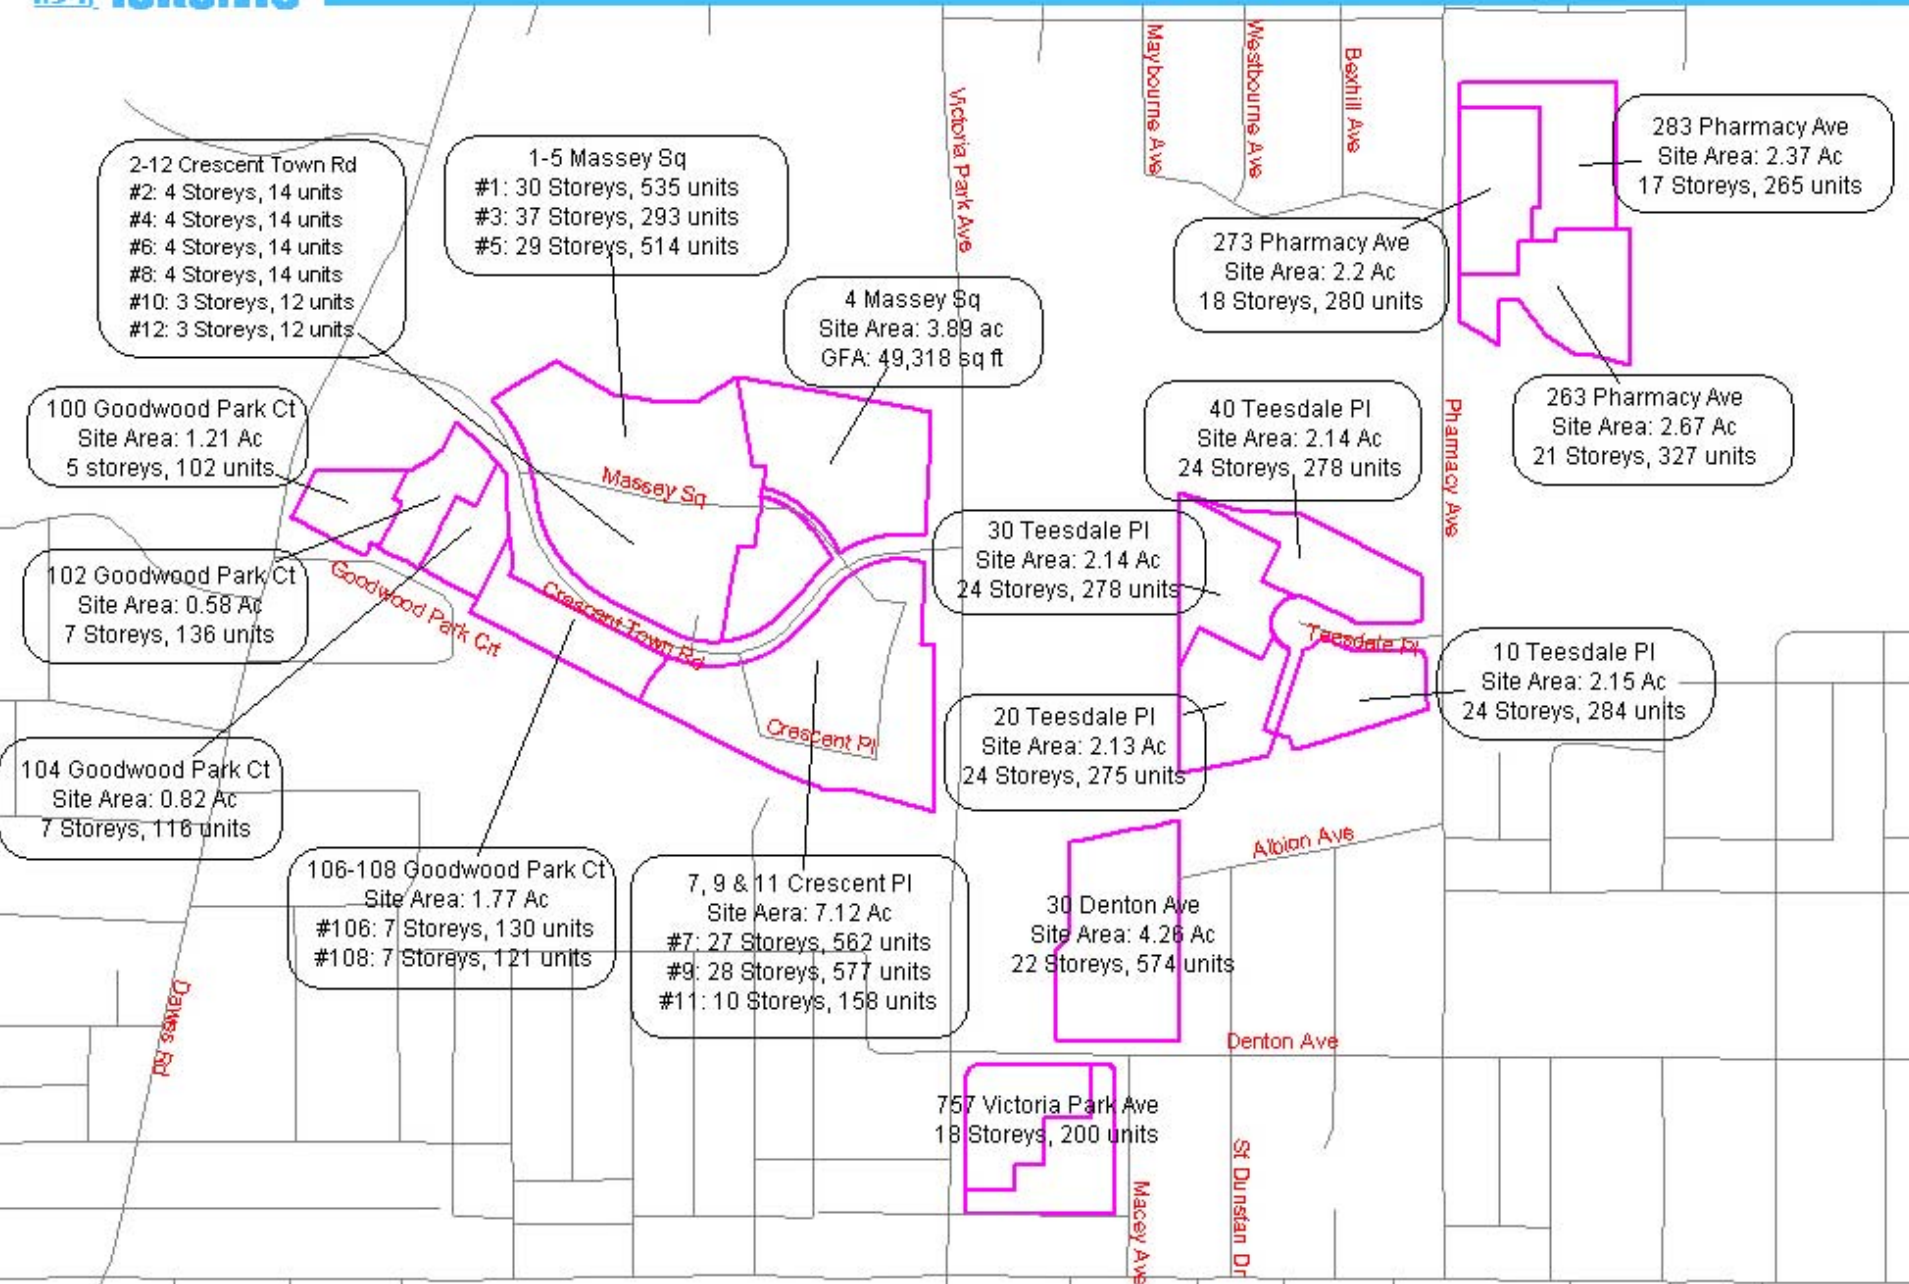 Maybourne Ave
Westbourne Ave
Bexhill Ave
Victoria Park Ave
283 Pharmacy Ave
Site Area: 2.37 Ac
17 Storeys, 265 units
2-12 Crescent Town Rd
#2: 4 Storeys, 14 units
#4: 4 Storeys, 14 units
#6: 4 Storeys, 14 units
#8: 4 Storeys, 14 units
#10: 3 Storeys, 12 units
#12: 3 Storeys, 12 units
1-5 Massey Sq
#1: 30 Storeys, 535 units
#3: 37 Storeys, 293 units
#5: 29 Storeys, 514 units
273 Pharmacy Ave
Site Area: 2.2 Ac
18 Storeys, 280 units
4 Massey Sq
Site Area: 3.89 ac
GFA: 49,318 sq ft
263 Pharmacy Ave
Site Area: 2.67 Ac
21 Storeys, 327 units
100 Goodwood Park Ct
Site Area: 1.21 Ac
5 storeys, 102 units
40 Teesdale Pl
Site Area: 2.14 Ac
24 Storeys, 278 units
Pharmacy Ave
Massey Sq
30 Teesdale Pl
Site Area: 2.14 Ac
24 Storeys, 278 units
102 Goodwood Park Ct
Site Area: 0.58 Ac
7 Storeys, 136 units
Goodwood Park Crt
Crescent Town Rd
Teesdale Pl
10 Teesdale Pl
Site Area: 2.15 Ac
24 Storeys, 284 units
20 Teesdale Pl
Site Area: 2.13 Ac
24 Storeys, 275 units
Crescent Pl
104 Goodwood Park Ct
Site Area: 0.82 Ac
7 Storeys, 116 units
Albion Ave
106-108 Goodwood Park Ct
Site Area: 1.77 Ac
#106: 7 Storeys, 130 units
#108: 7 Storeys, 121 units
7, 9 & 11 Crescent Pl
Site Aera: 7.12 Ac
#7: 27 Storeys, 562 units
#9: 28 Storeys, 577 units
#11: 10 Storeys, 158 units
30 Denton Ave
Site Area: 4.26 Ac
22 Storeys, 574 units
Dawes Rd
Denton Ave
757 Victoria Park Ave
18 Storeys, 200 units
Macey Ave
St Dunstan Dr